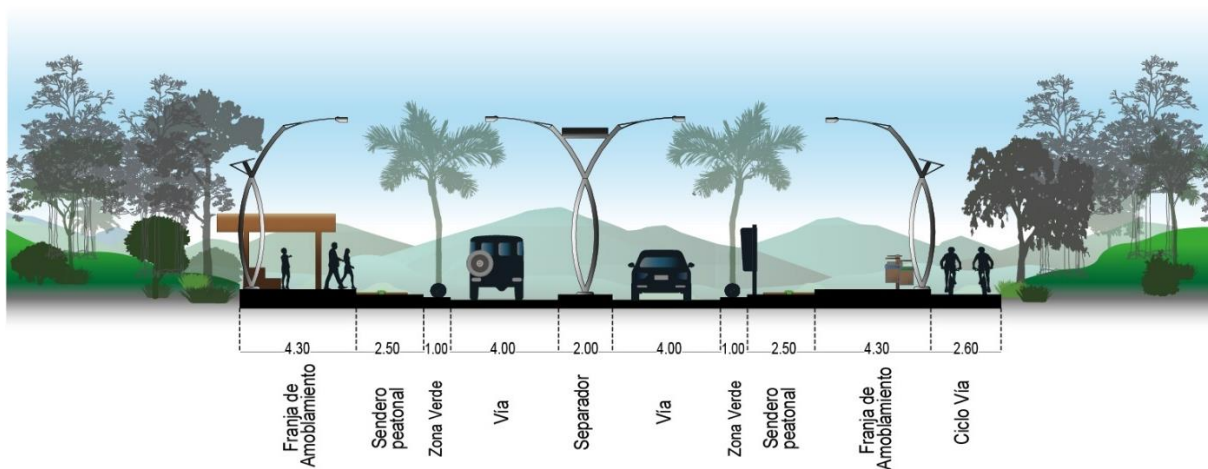 4.30 2.50 1.00 4.00 2.00 4.00 1.00 2.50 4.30 2.60
Franja de
Amoblamiento
Sendero
peatonal
Zona Verde
Vía
Separador
Vía
Zona Verde
Sendero
peatonal
Franja de
Amoblamiento
Ciclo Vía